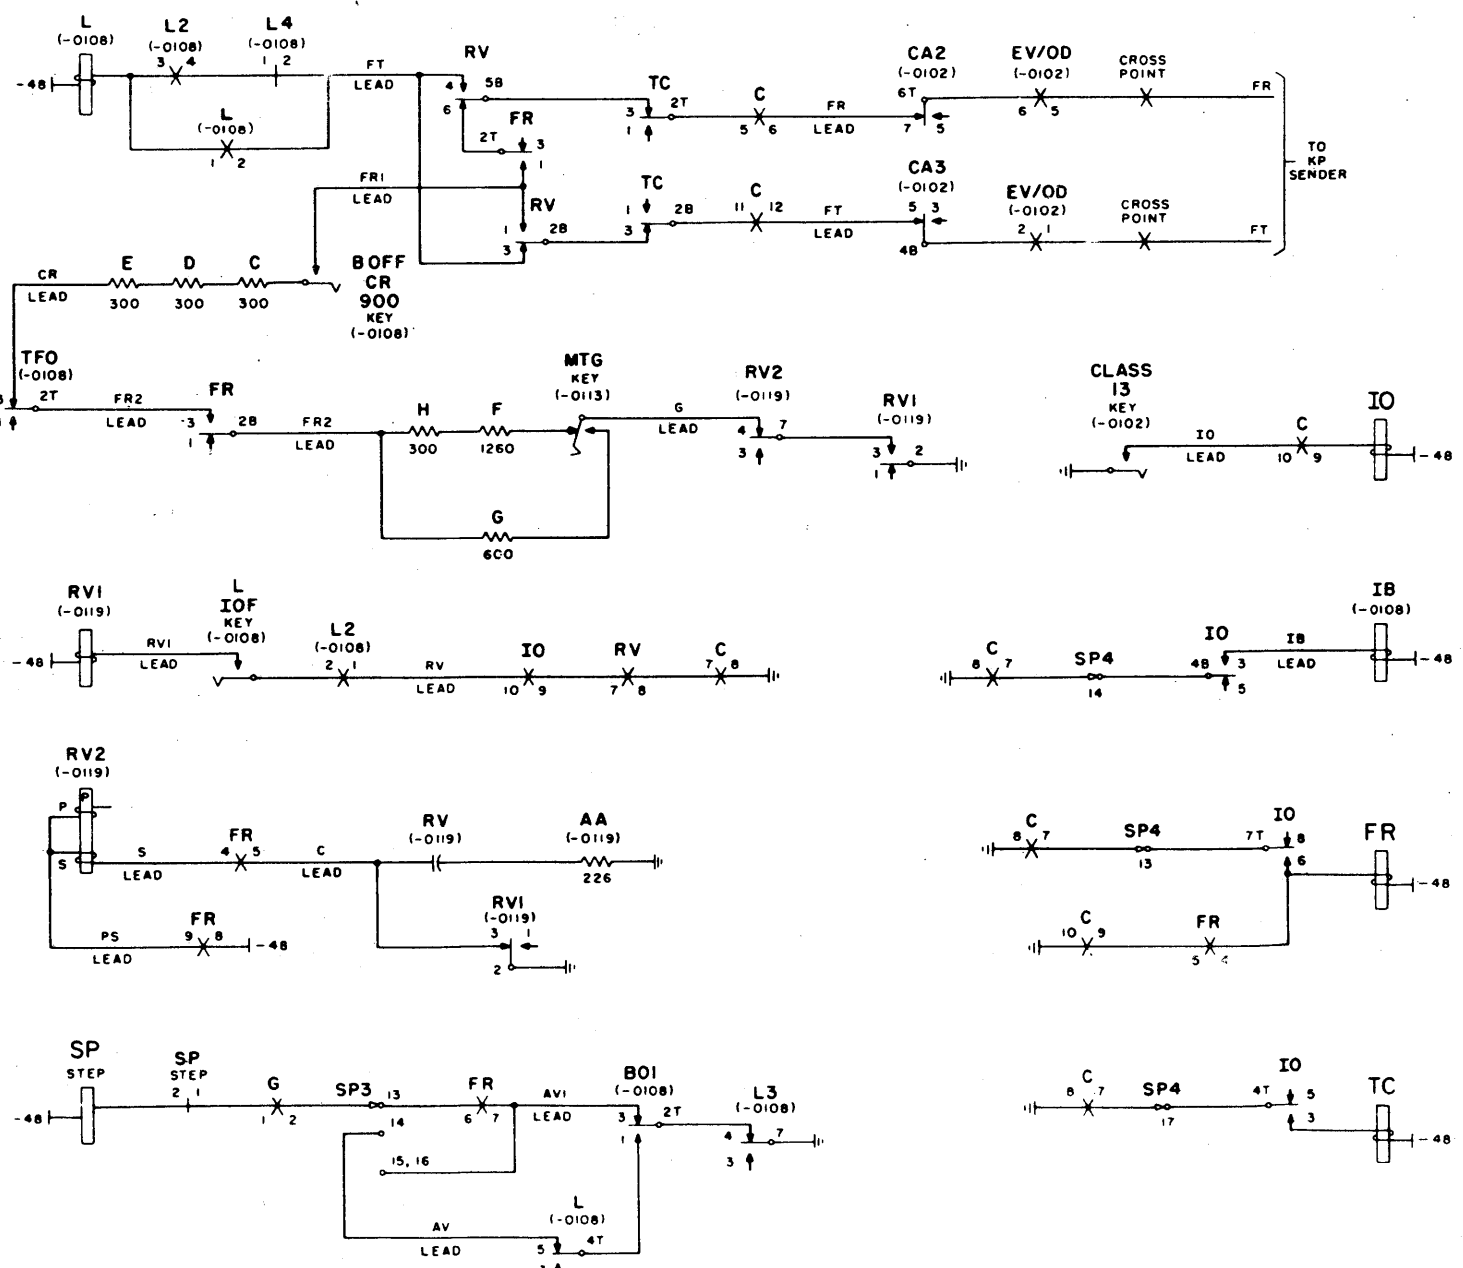 L
(-0108)
-48
L2
(-0108)
3 4
L4
(-0108)
1 2
FT
LEAD
L
(-0108)
1 2
RV
4 5B
6
FR
2T 3
1
TC
3 2T
1
C
5 6
FR
LEAD
CA2
(-0102)
6T
7 5
EV/OD
(-0102)
6 5
CROSS
POINT
FR
TO
KP
SENDER
FR1
LEAD
RV
1 2B
3
TC
1
3 2B
C
11 12
FT
LEAD
CA3
(-0102)
5 3
4B
EV/OD
(-0102)
2 1
CROSS
POINT
FT
CR
LEAD
E
300
D
300
C
300
B OFF
CR
900
KEY
(-0108)
TFO
(-0108)
2T
FR2
LEAD
FR
3
1 2B
FR2
LEAD
H
300
F
1260
G
600
MTG
KEY
(-0113)
G
LEAD
RV2
(-0119)
4 7
3
RV1
(-0119)
3 2
1
CLASS
13
KEY
(-0102)
IO
LEAD
C
10 9
IO
-48
RV1
(-0119)
-48
RV1
LEAD
L
IOF
KEY
(-0108)
L2
(-0108)
2 1
RV
LEAD
IO
10 9
RV
7 8
C
7 8
C
8 7
SP4
14
IO
4B 3
5
IB
LEAD
IB
(-0108)
-48
RV2
(-0119)
P
S
S
LEAD
FR
4 5
C
LEAD
RV
(-0119)
AA
(-0119)
226
RV1
(-0119)
3 1
2
PS
LEAD
FR
9 8
-48
C
8 7
SP4
13
IO
7T 8
6
FR
-48
C
10 9
FR
5 4
SP
STEP
-48
SP
STEP
2 1
G
1 2
SP3
13
14
15, 16
FR
6 7
AV1
LEAD
BO1
(-0108)
3 2T
1
L3
(-0108)
4 7
3
AV
LEAD
L
(-0108)
5 4T
C
8 7
SP4
17
IO
4T 5
3
TC
-48